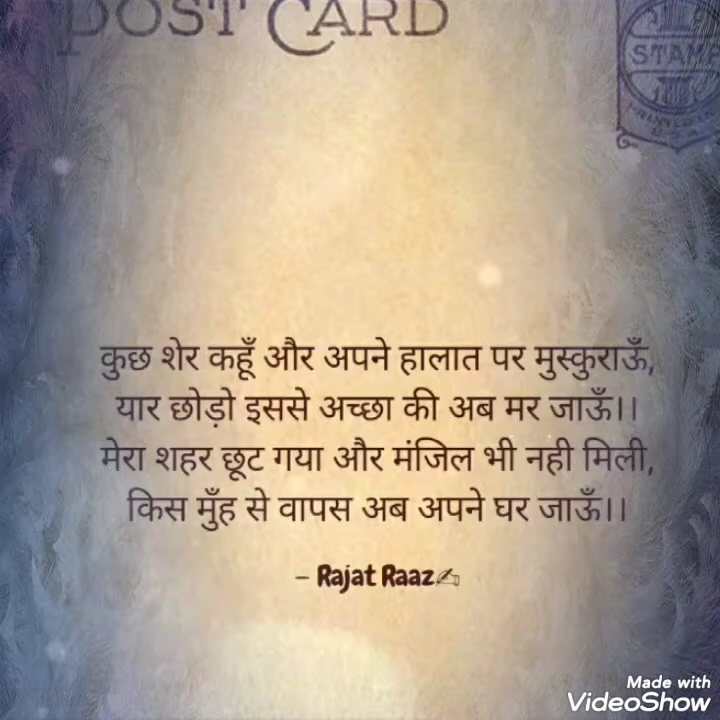 POST CARD
STAMP
कुछ शेर कहूँ और अपने हालात पर मुस्कुराऊँ,
यार छोड़ो इससे अच्छा की अब मर जाऊँ।।
मेरा शहर छूट गया और मंजिल भी नही मिली,
किस मुँह से वापस अब अपने घर जाऊँ।।
– Rajat Raaz✍
Made with
VideoShow